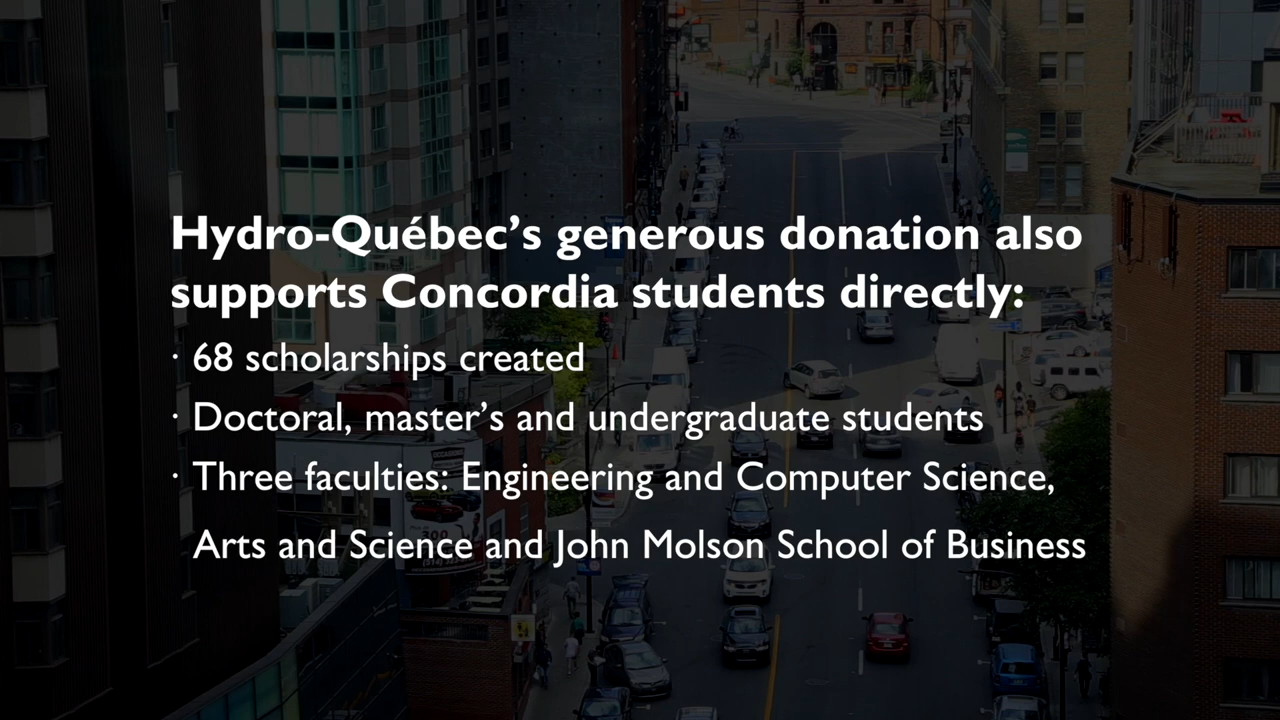 Hydro-Québec’s generous donation also
supports Concordia students directly:
· 68 scholarships created
· Doctoral, master’s and undergraduate students
· Three faculties: Engineering and Computer Science,
Arts and Science and John Molson School of Business